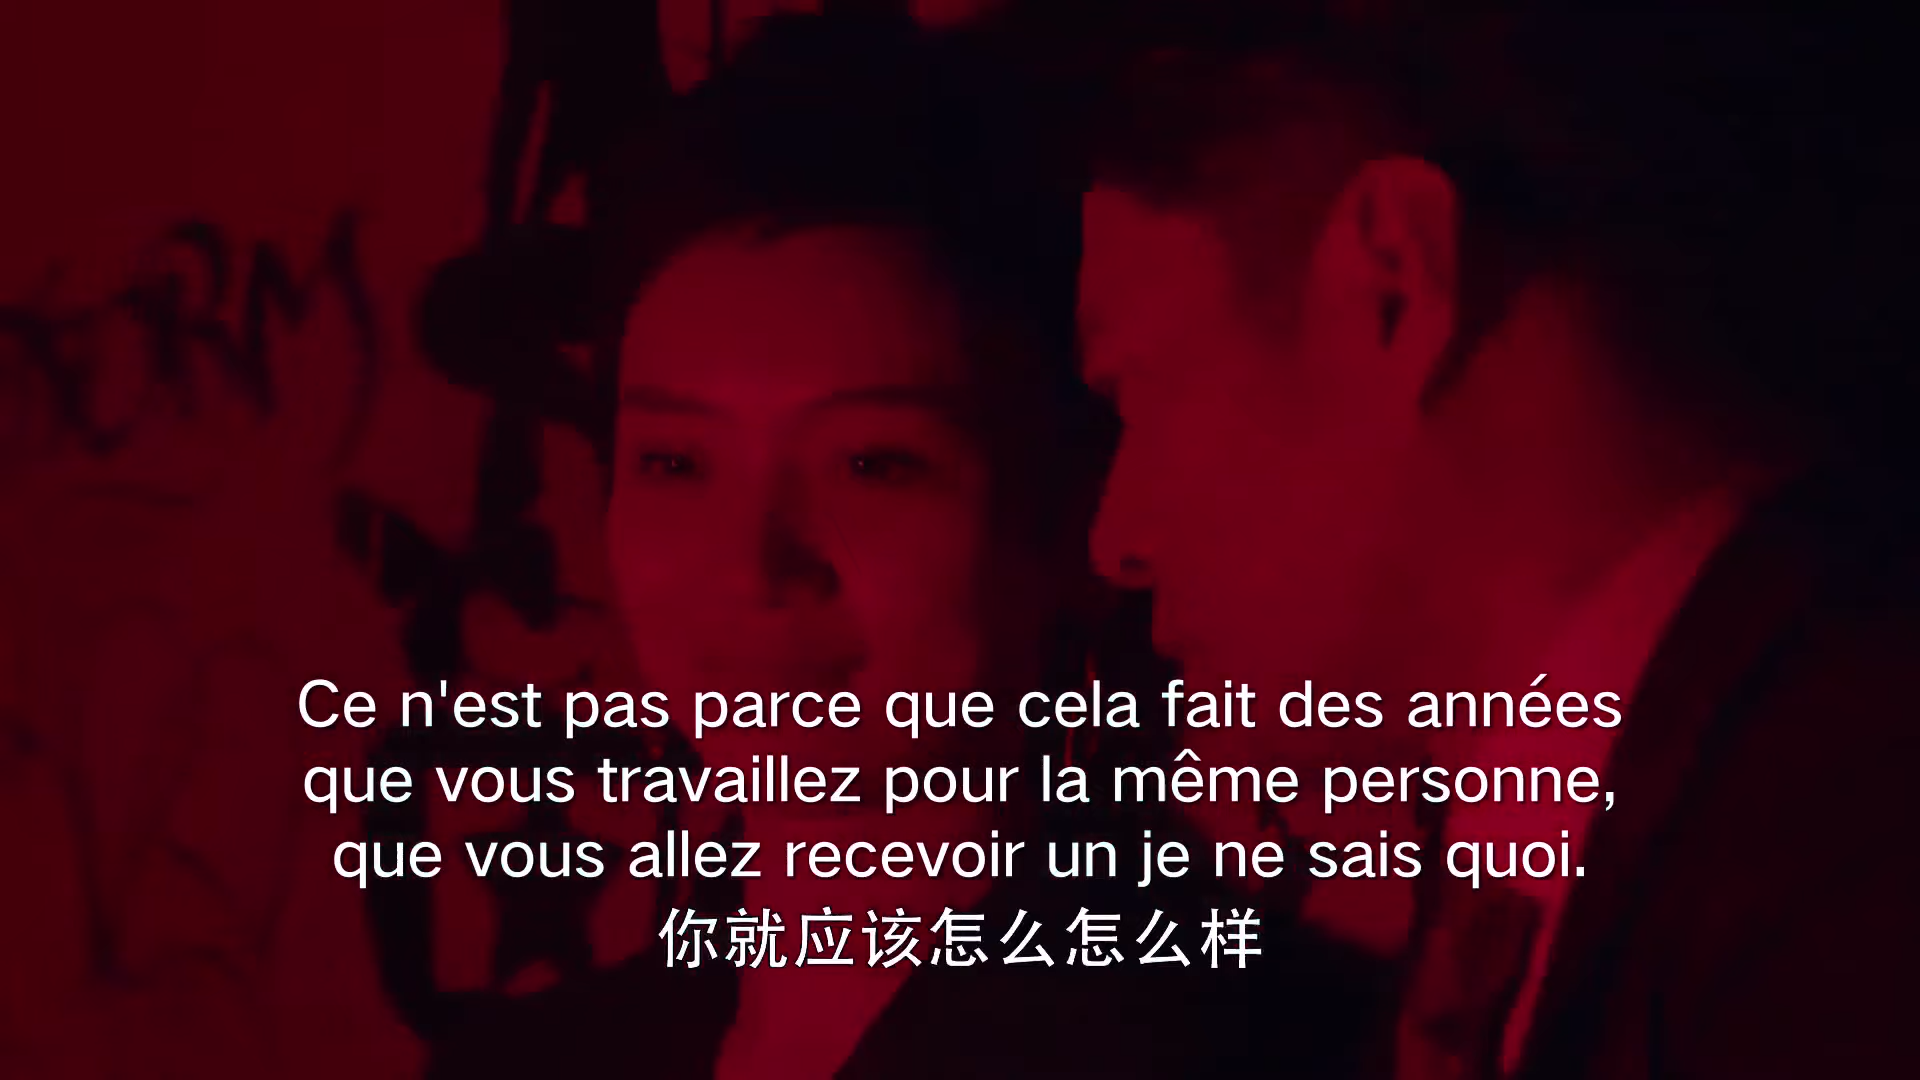 Ce n'est pas parce que cela fait des années
que vous travaillez pour la même personne,
que vous allez recevoir un je ne sais quoi.
你就应该怎么怎么样